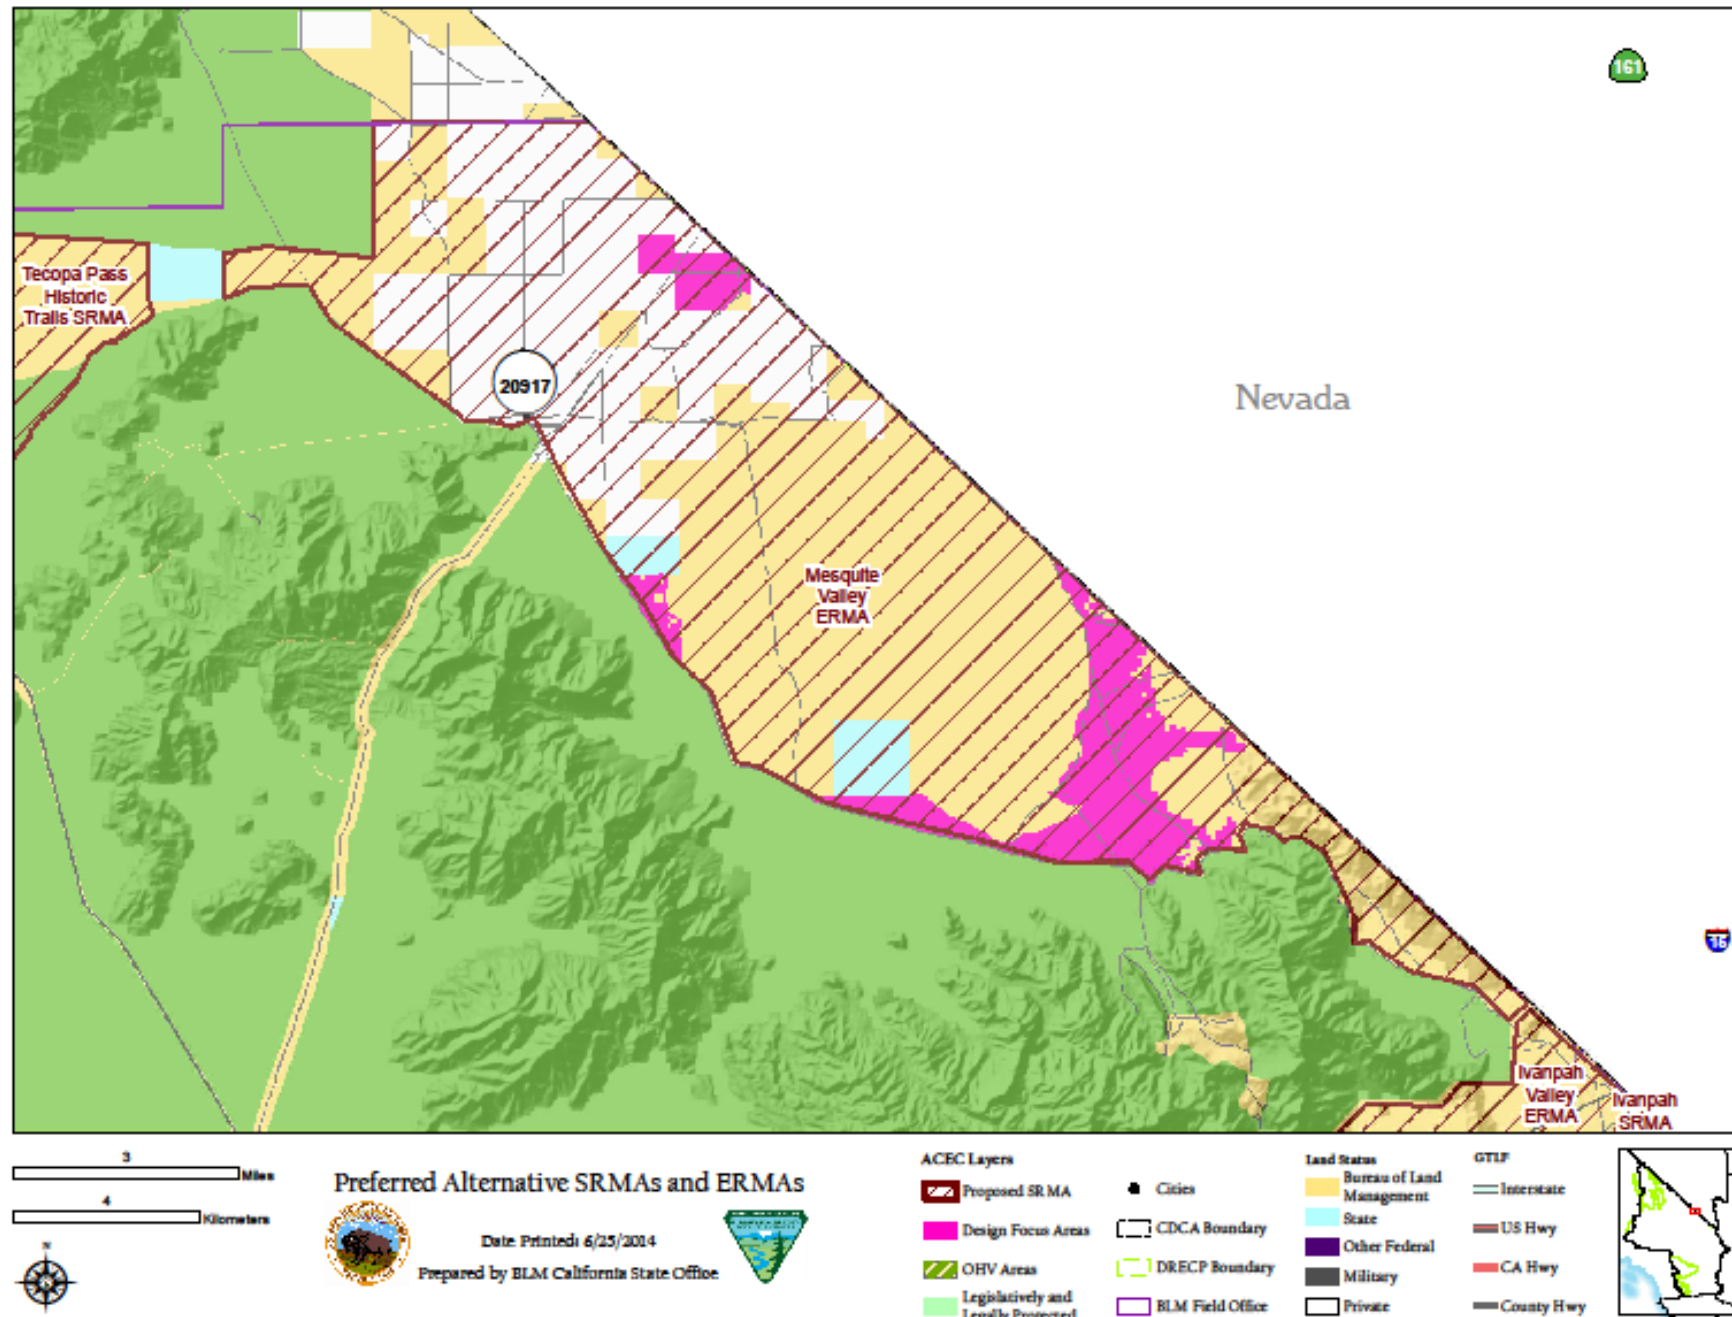 161
Tecopa Pass
Historic
Trails SRMA
20917
Nevada
Mesquite
Valley
ERMA
15
Ivanpah
Valley
ERMA
Ivanpah
SRMA
3
Miles
4
Kilometers
N
Preferred Alternative SRMAs and ERMAs
Date Printed: 6/25/2014
Prepared by BLM California State Office
ACEC Layers
Proposed SRMA
Design Focus Areas
OHV Areas
Legislatively and
Legally Protected
Cities
CDCA Boundary
DRECP Boundary
BLM Field Office
Land Status
Bureau of Land
Management
State
Other Federal
Military
Private
GTLF
Interstate
US Hwy
CA Hwy
County Hwy